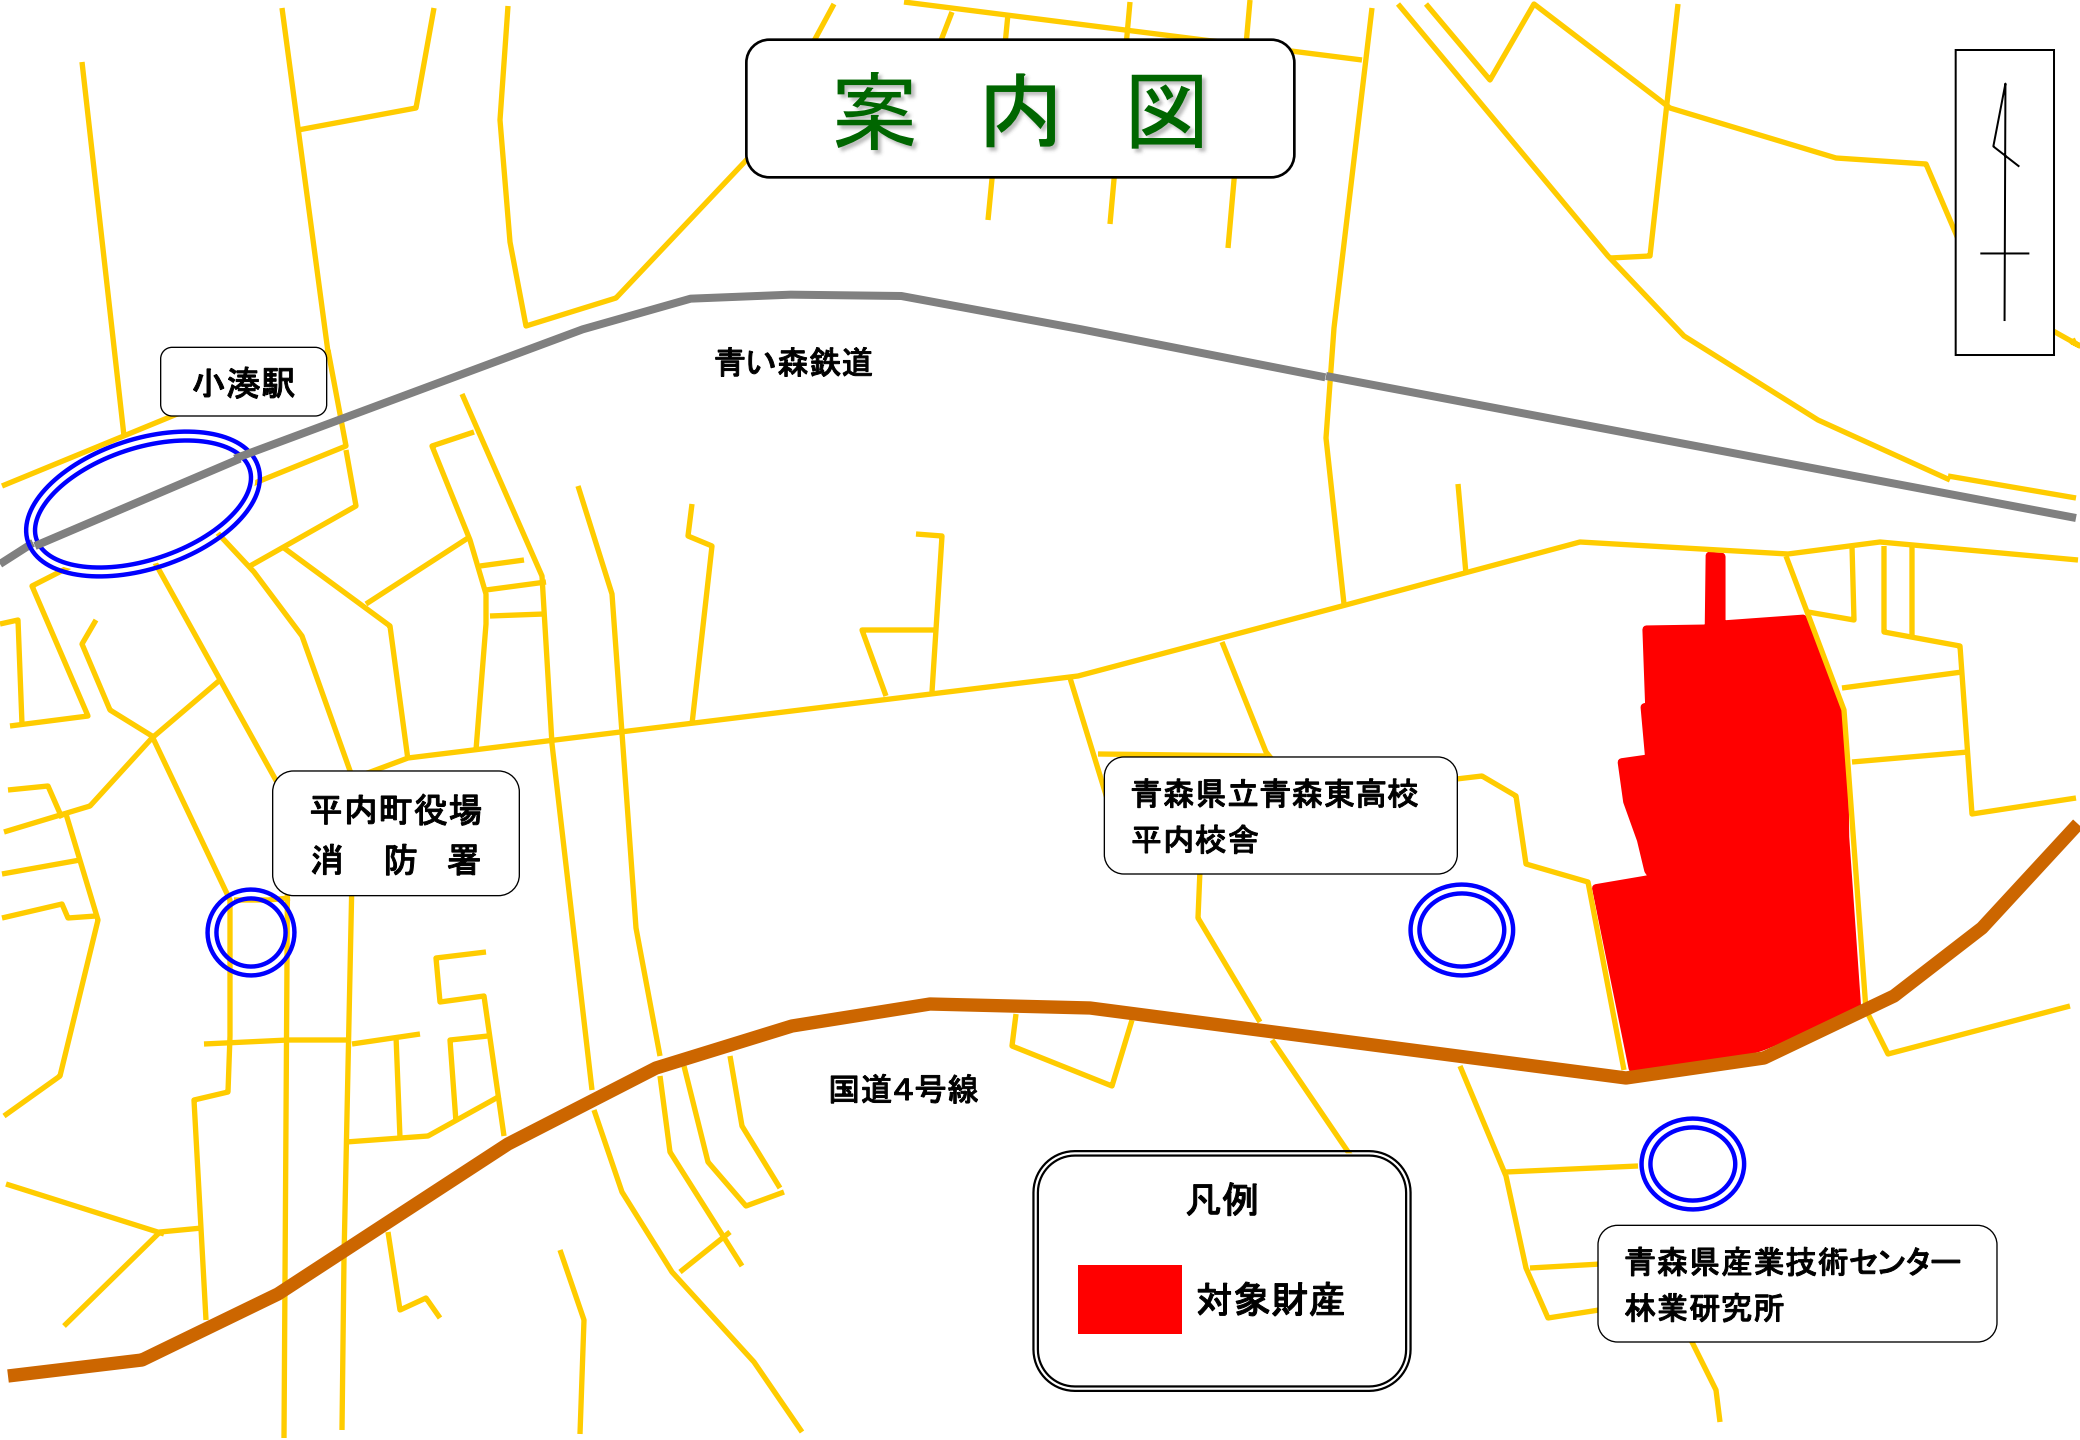 案 内 図
小湊駅
青い森鉄道
平内町役場
消 防 署
青森県立青森東高校
平内校舎
国道4号線
凡例
対象財産
青森県産業技術センター
林業研究所